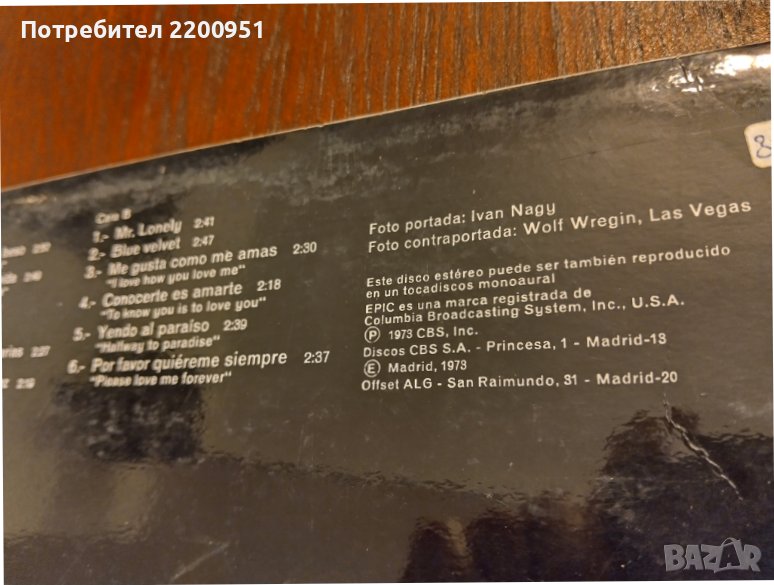 Потребител 2200951
8
Cara B
1.- Mr. Lonely 2:41
2.- Blue velvet 2:47
3.- Me gusta como me amas 2:30
"I love how you love me"
4.- Conocerte es amarte 2:18
"To know you is to love you"
5.- Yendo al paraíso 2:39
"Halfway to paradise"
6.- Por favor quiéreme siempre 2:37
"Please love me forever"
Foto portada: Ivan Nagy
Foto contraportada: Wolf Wregin, Las Vegas
Este disco estéreo puede ser también reproducido
en un tocadiscos monoaural
EPIC es una marca registrada de
Columbia Broadcasting System, Inc., U.S.A.
Ⓟ 1973 CBS, Inc.
Discos CBS S.A. - Princesa, 1 - Madrid-13
Ⓔ Madrid, 1973
Offset ALG - San Raimundo, 31 - Madrid-20
BAZAR